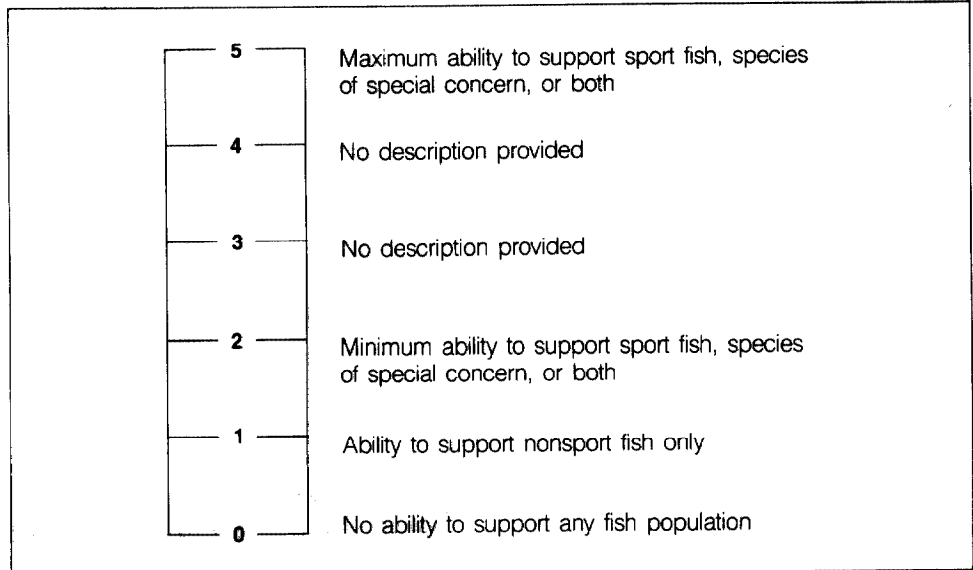 5 Maximum ability to support sport fish, species
of special concern, or both
4 No description provided
3 No description provided
2 Minimum ability to support sport fish, species
of special concern, or both
1 Ability to support nonsport fish only
0 No ability to support any fish population